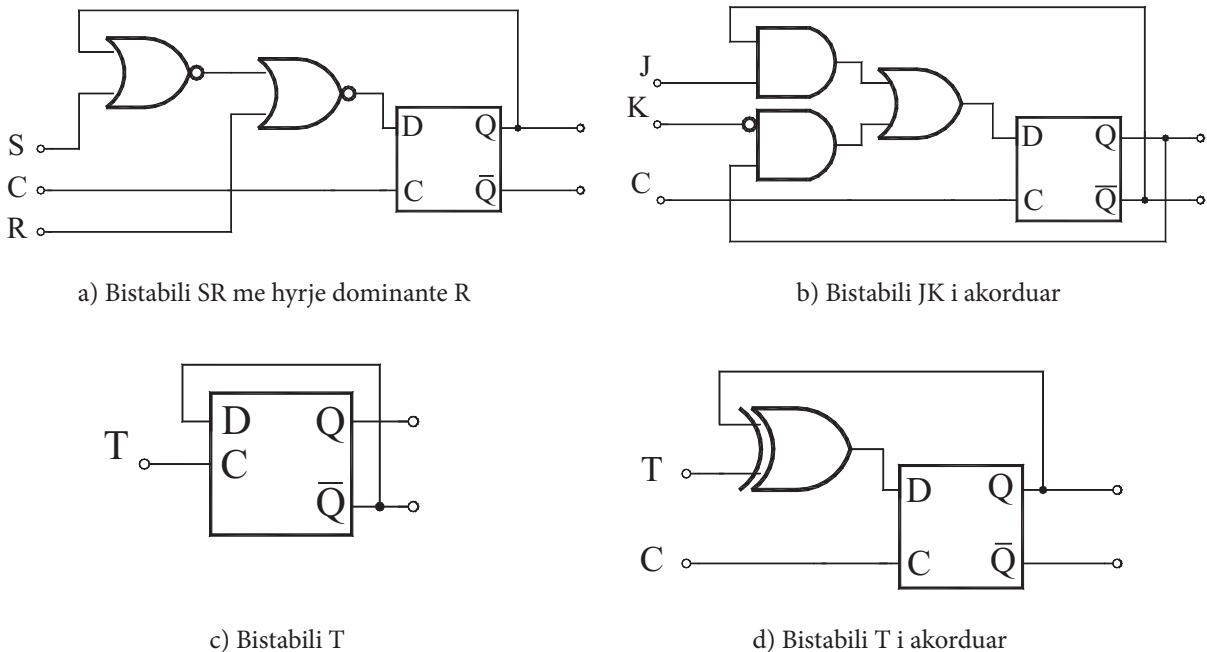 S
C
R
D
Q
C
Q̅
a) Bistabili SR me hyrje dominante R
J
K
C
D
Q
C
Q̅
b) Bistabili JK i akorduar
T
D
Q
C
Q̅
c) Bistabili T
T
C
D
Q
C
Q̅
d) Bistabili T i akorduar